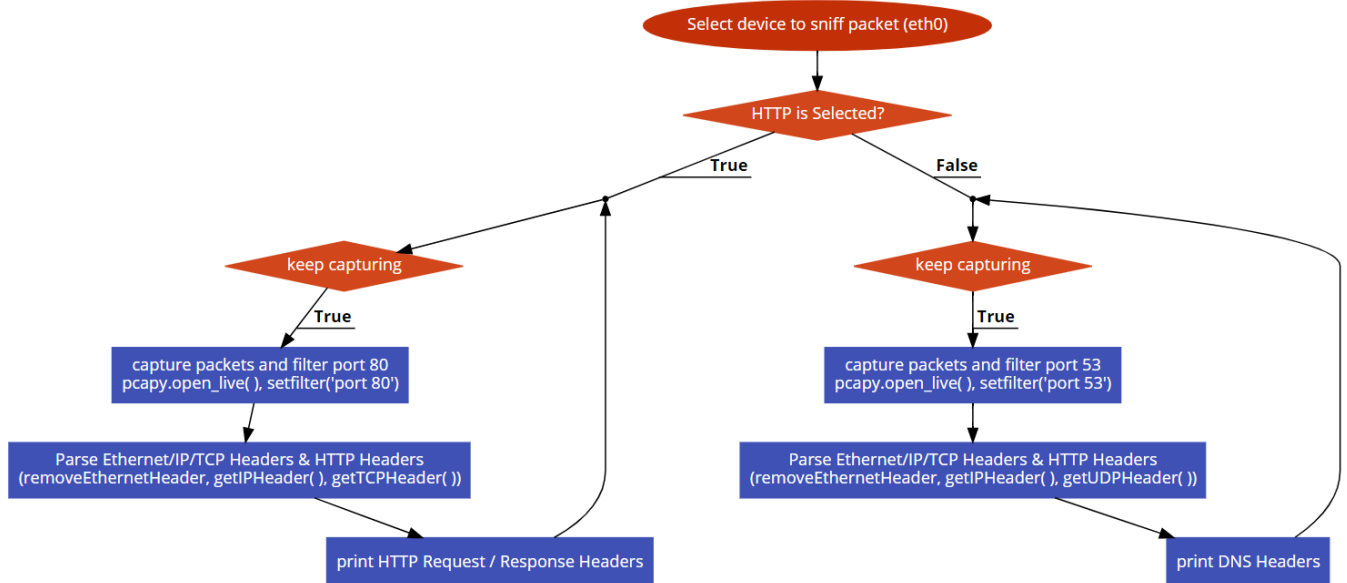 Select device to sniff packet (eth0)
HTTP is Selected?
True
False
keep capturing
keep capturing
True
True
capture packets and filter port 80
pcapy.open_live( ), setfilter('port 80')
capture packets and filter port 53
pcapy.open_live( ), setfilter('port 53')
Parse Ethernet/IP/TCP Headers & HTTP Headers
(removeEthernetHeader, getIPHeader( ), getTCPHeader( ))
Parse Ethernet/IP/TCP Headers & HTTP Headers
(removeEthernetHeader, getIPHeader( ), getUDPHeader( ))
print HTTP Request / Response Headers
print DNS Headers